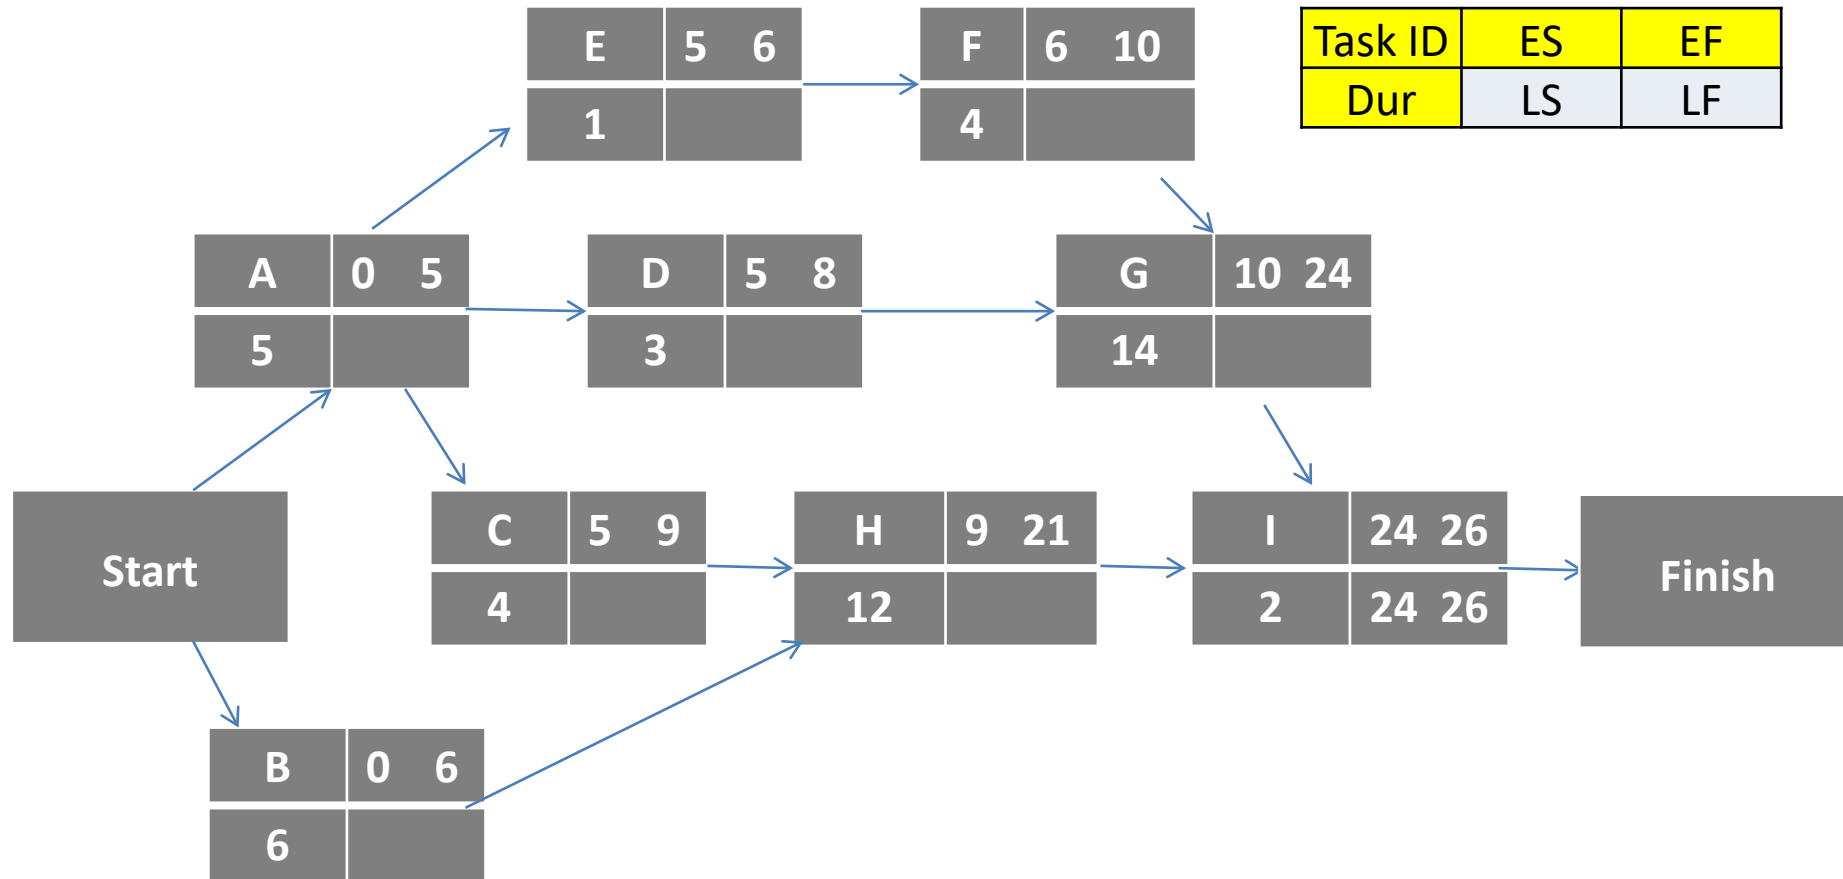 E 5 6
1
F 6 10
4
Task ID ES EF
Dur LS LF
A 0 5
5
D 5 8
3
G 10 24
14
Start
C 5 9
4
H 9 21
12
I 24 26
2 24 26
Finish
B 0 6
6